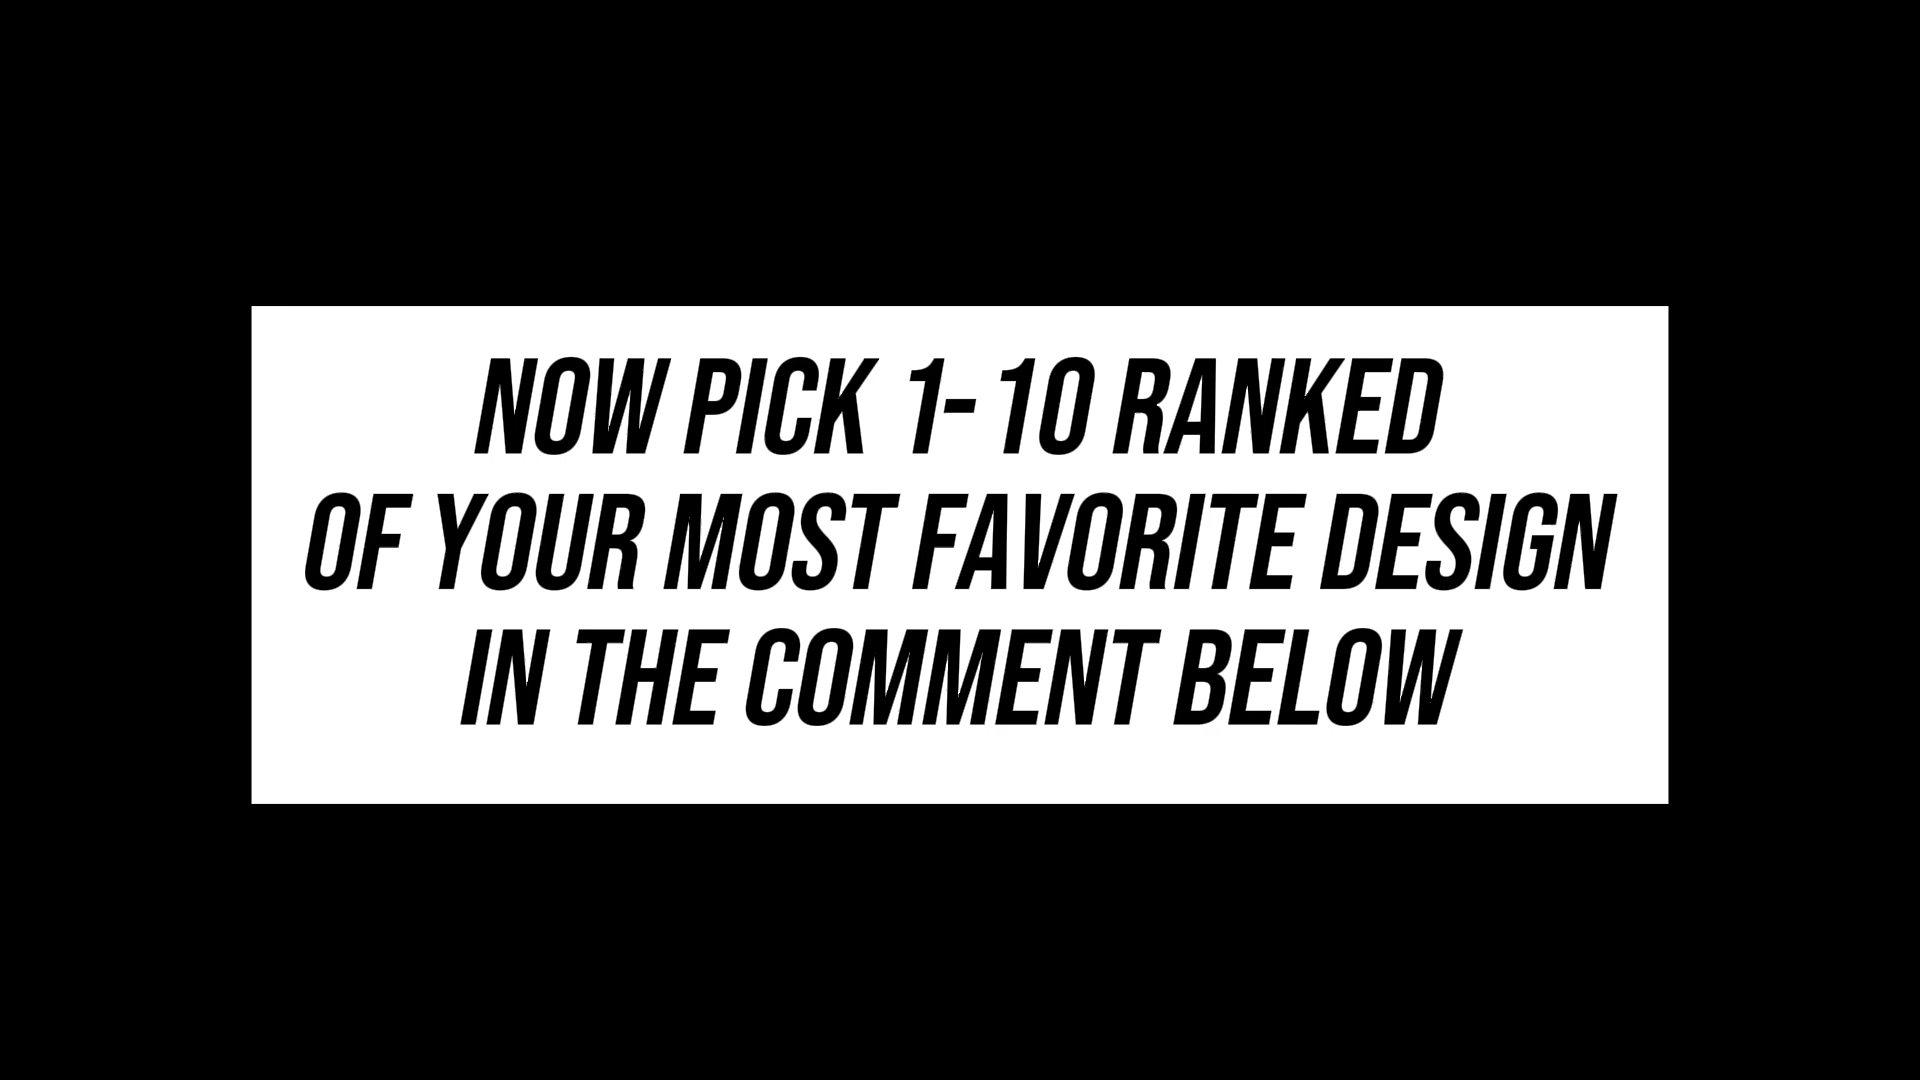 NOW PICK 1-10 RANKED
OF YOUR MOST FAVORITE DESIGN
IN THE COMMENT BELOW